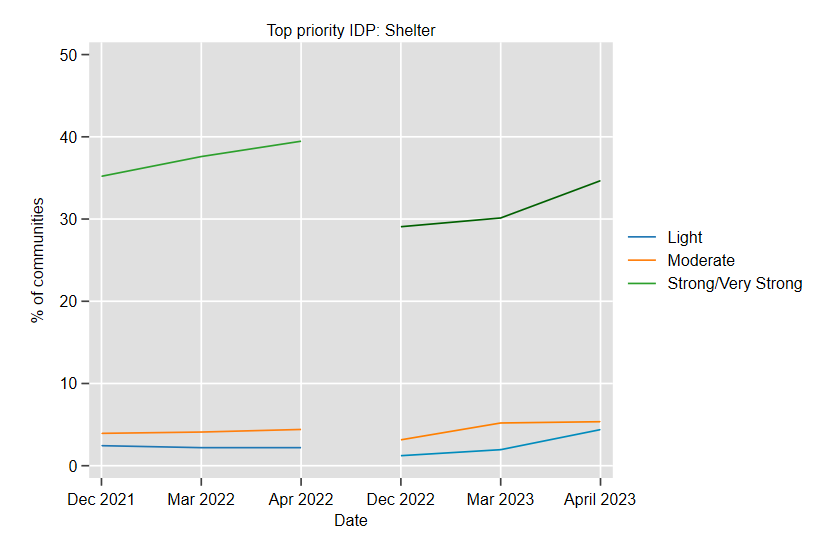 Top priority IDP: Shelter
50
40
30
20
10
0
% of communities
Dec 2021 Mar 2022 Apr 2022 Dec 2022 Mar 2023 April 2023
Date
Light
Moderate
Strong/Very Strong